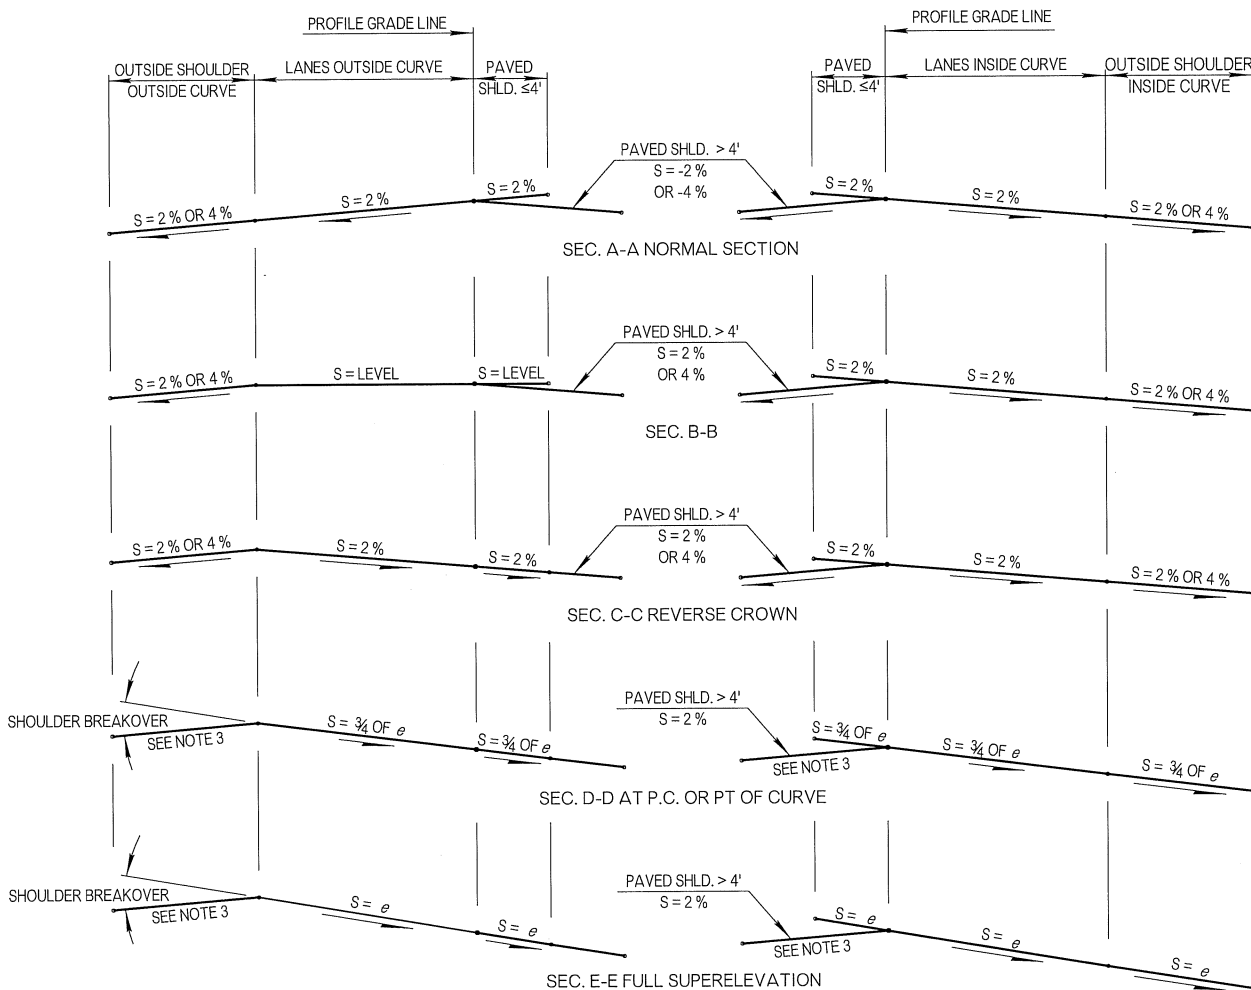 PROFILE GRADE LINE
PROFILE GRADE LINE
OUTSIDE SHOULDER
OUTSIDE CURVE
LANES OUTSIDE CURVE
PAVED
SHLD. ≤4'
PAVED
SHLD. ≤4'
LANES INSIDE CURVE
OUTSIDE SHOULDER
INSIDE CURVE
S = 2 % OR 4 %
S = 2 %
S = 2 %
PAVED SHLD. > 4'
S = -2 %
OR -4 %
S = 2 %
S = 2 %
S = 2 % OR 4 %
SEC. A-A NORMAL SECTION
S = 2 % OR 4 %
S = LEVEL
S = LEVEL
PAVED SHLD. > 4'
S = 2 %
OR 4 %
S = 2 %
S = 2 %
S = 2 % OR 4 %
SEC. B-B
S = 2 % OR 4 %
S = 2 %
S = 2 %
PAVED SHLD. > 4'
S = 2 %
OR 4 %
S = 2 %
S = 2 %
S = 2 % OR 4 %
SEC. C-C REVERSE CROWN
SHOULDER BREAKOVER
SEE NOTE 3
S = ¾ OF e
S = ¾ OF e
PAVED SHLD. > 4'
S = 2 %
SEE NOTE 3
S = ¾ OF e
S = ¾ OF e
S = ¾ OF e
SEC. D-D AT P.C. OR PT OF CURVE
SHOULDER BREAKOVER
SEE NOTE 3
S = e
S = e
PAVED SHLD. > 4'
S = 2 %
SEE NOTE 3
S = e
S = e
S = e
SEC. E-E FULL SUPERELEVATION